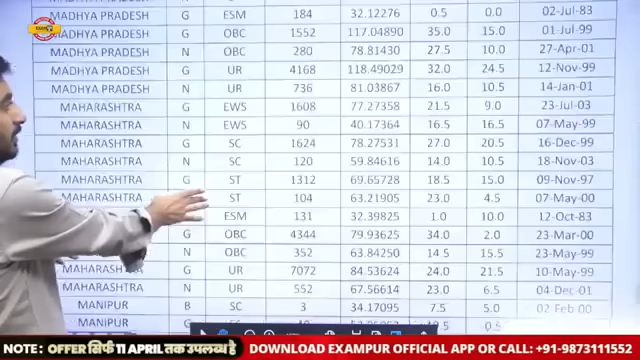 MADHYA PRADESH G ESM 184 32.12276 0.5 0.0 02-Jul-83
MADHYA PRADESH G OBC 1552 117.04890 35.0 15.0 01-Jul-99
MADHYA PRADESH N OBC 280 78.81430 27.5 10.0 27-Apr-01
MADHYA PRADESH G UR 4168 118.49029 32.0 24.5 12-Nov-99
MADHYA PRADESH N UR 736 81.03867 16.0 10.5 14-Jan-01
MAHARASHTRA G EWS 1608 77.27358 21.5 9.0 23-Jul-03
MAHARASHTRA N EWS 90 40.17364 16.5 16.5 07-May-99
MAHARASHTRA G SC 1624 78.27531 27.0 20.5 16-Dec-99
MAHARASHTRA N SC 120 59.84616 14.0 10.5 18-Nov-03
MAHARASHTRA G ST 1312 69.65728 18.5 15.0 09-Nov-97
MAHARASHTRA ST 104 63.21905 23.0 4.5 07-May-00
ESM 131 32.39825 1.0 10.0 12-Oct-83
G OBC 4344 79.93625 34.0 2.0 23-Mar-00
N OBC 352 63.84250 14.5 15.5 23-May-99
MAHARASHTRA G UR 7072 84.53624 24.0 21.5 10-May-99
MAHARASHTRA N UR 552 67.56614 23.0 6.5 04-Dec-01
MANIPUR B SC 3 34.17095 7.5 5.0 02 Feb 00
MANIPUR G
NOTE : OFFER सिर्फ 11 APRIL तक उपलब्ध है DOWNLOAD EXAMPUR OFFICIAL APP OR CALL: +91-9873111552